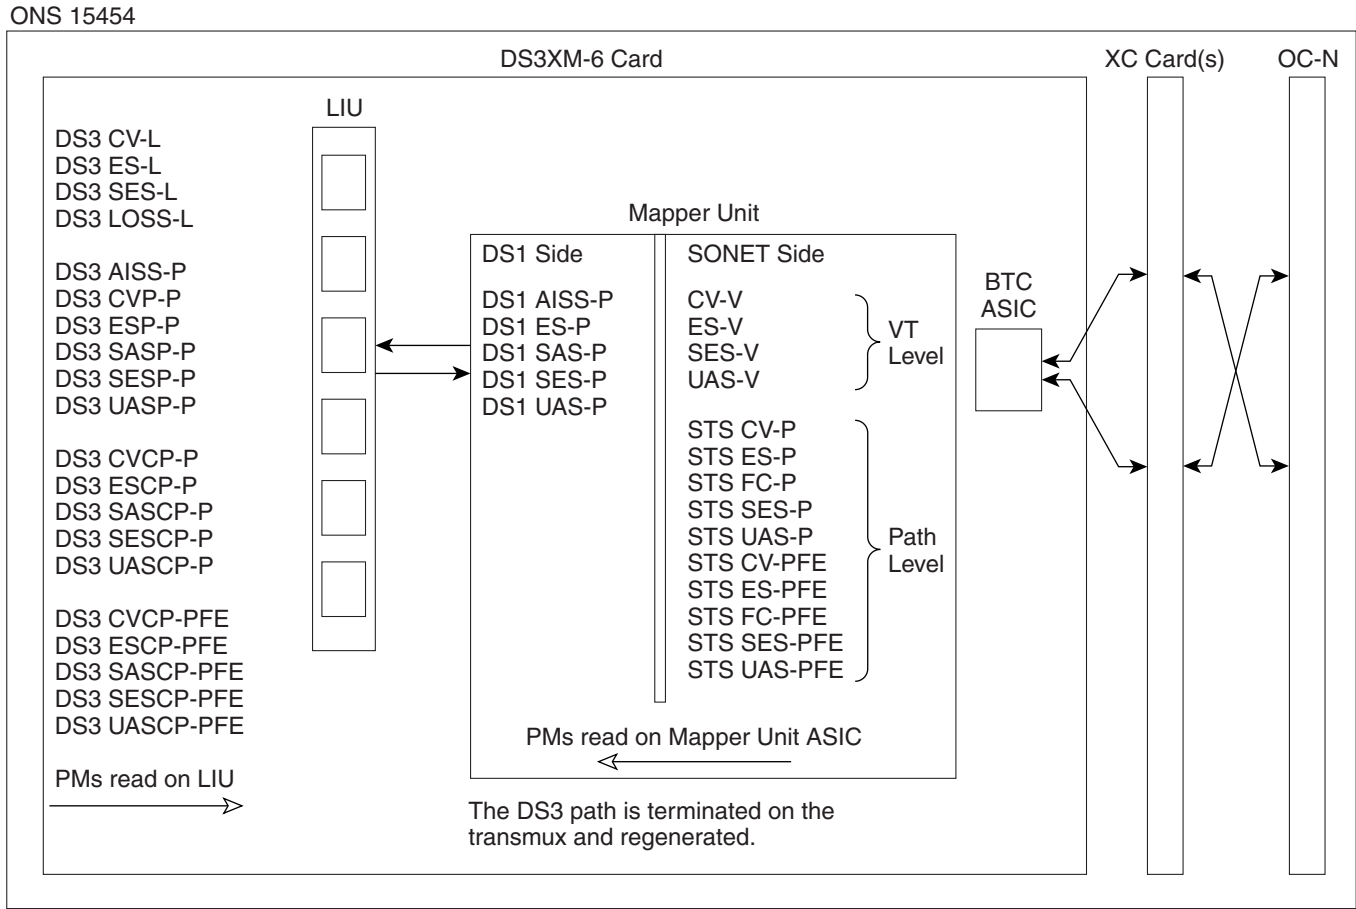 ONS 15454
DS3XM-6 Card
XC Card(s)
OC-N
LIU
DS3 CV-L
DS3 ES-L
DS3 SES-L
DS3 LOSS-L
DS3 AISS-P
DS3 CVP-P
DS3 ESP-P
DS3 SASP-P
DS3 SESP-P
DS3 UASP-P
DS3 CVCP-P
DS3 ESCP-P
DS3 SASCP-P
DS3 SESCP-P
DS3 UASCP-P
DS3 CVCP-PFE
DS3 ESCP-PFE
DS3 SASCP-PFE
DS3 SESCP-PFE
DS3 UASCP-PFE
PMs read on LIU
Mapper Unit
DS1 Side
DS1 AISS-P
DS1 ES-P
DS1 SAS-P
DS1 SES-P
DS1 UAS-P
SONET Side
CV-V
ES-V
SES-V
UAS-V
VT
Level
STS CV-P
STS ES-P
STS FC-P
STS SES-P
STS UAS-P
STS CV-PFE
STS ES-PFE
STS FC-PFE
STS SES-PFE
STS UAS-PFE
Path
Level
PMs read on Mapper Unit ASIC
The DS3 path is terminated on the
transmux and regenerated.
BTC
ASIC